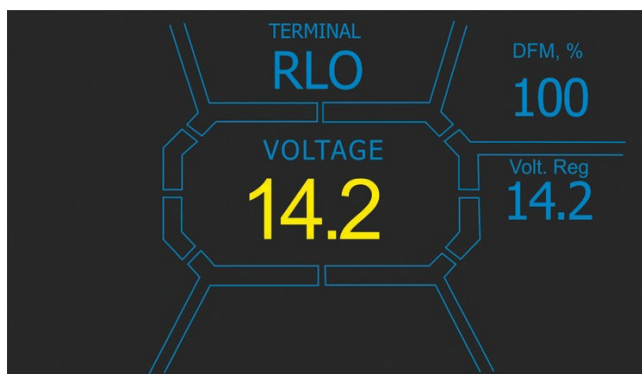 TERMINAL
RLO
DFM, %
100
VOLTAGE
14.2
Volt. Reg
14.2